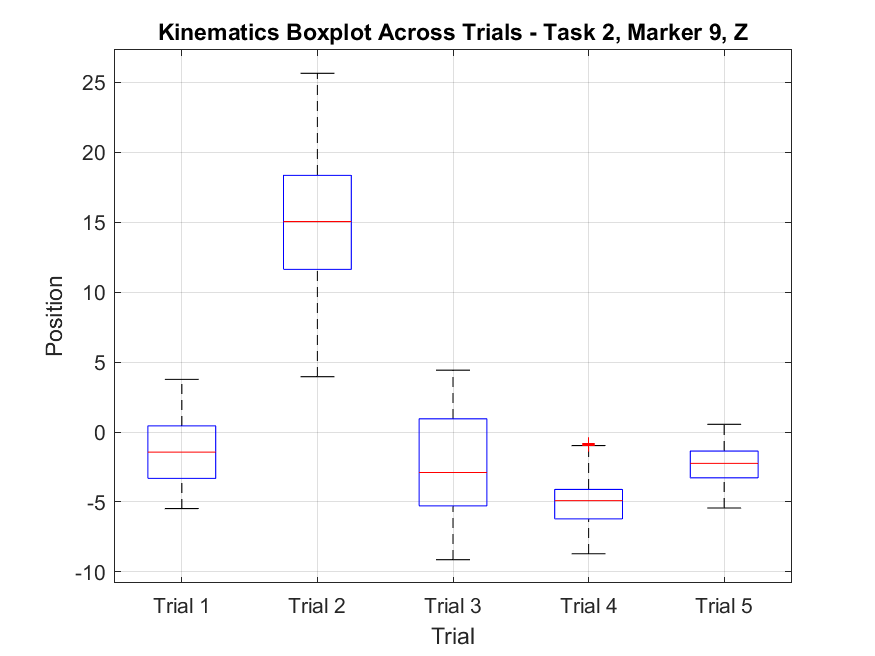 Kinematics Boxplot Across Trials - Task 2, Marker 9, Z
25
20
15
10
5
0
-5
-10
Position
Trial 1 Trial 2 Trial 3 Trial 4 Trial 5
Trial